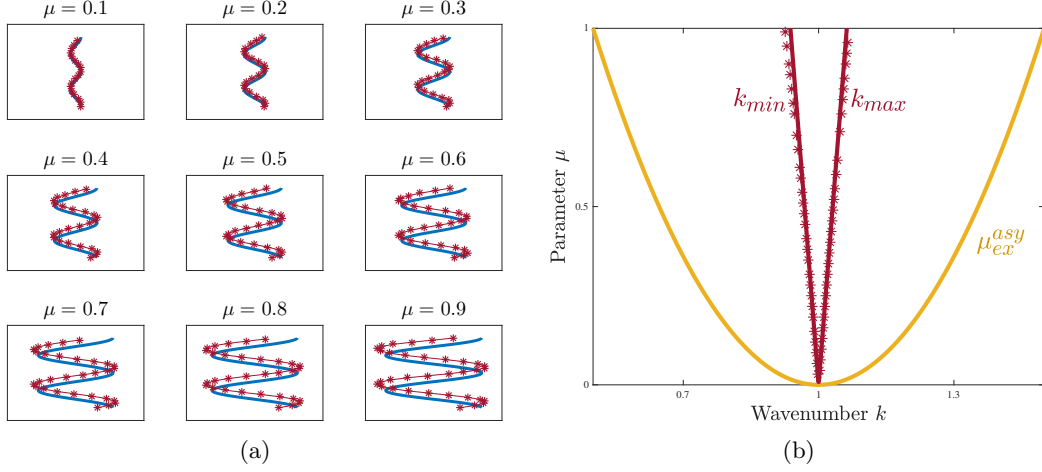 μ = 0.1
μ = 0.2
μ = 0.3
μ = 0.4
μ = 0.5
μ = 0.6
μ = 0.7
μ = 0.8
μ = 0.9
(a)
Parameter μ
1
0.5
0
k_min
k_max
μ_ex^asy
0.7
1
1.3
Wavenumber k
(b)